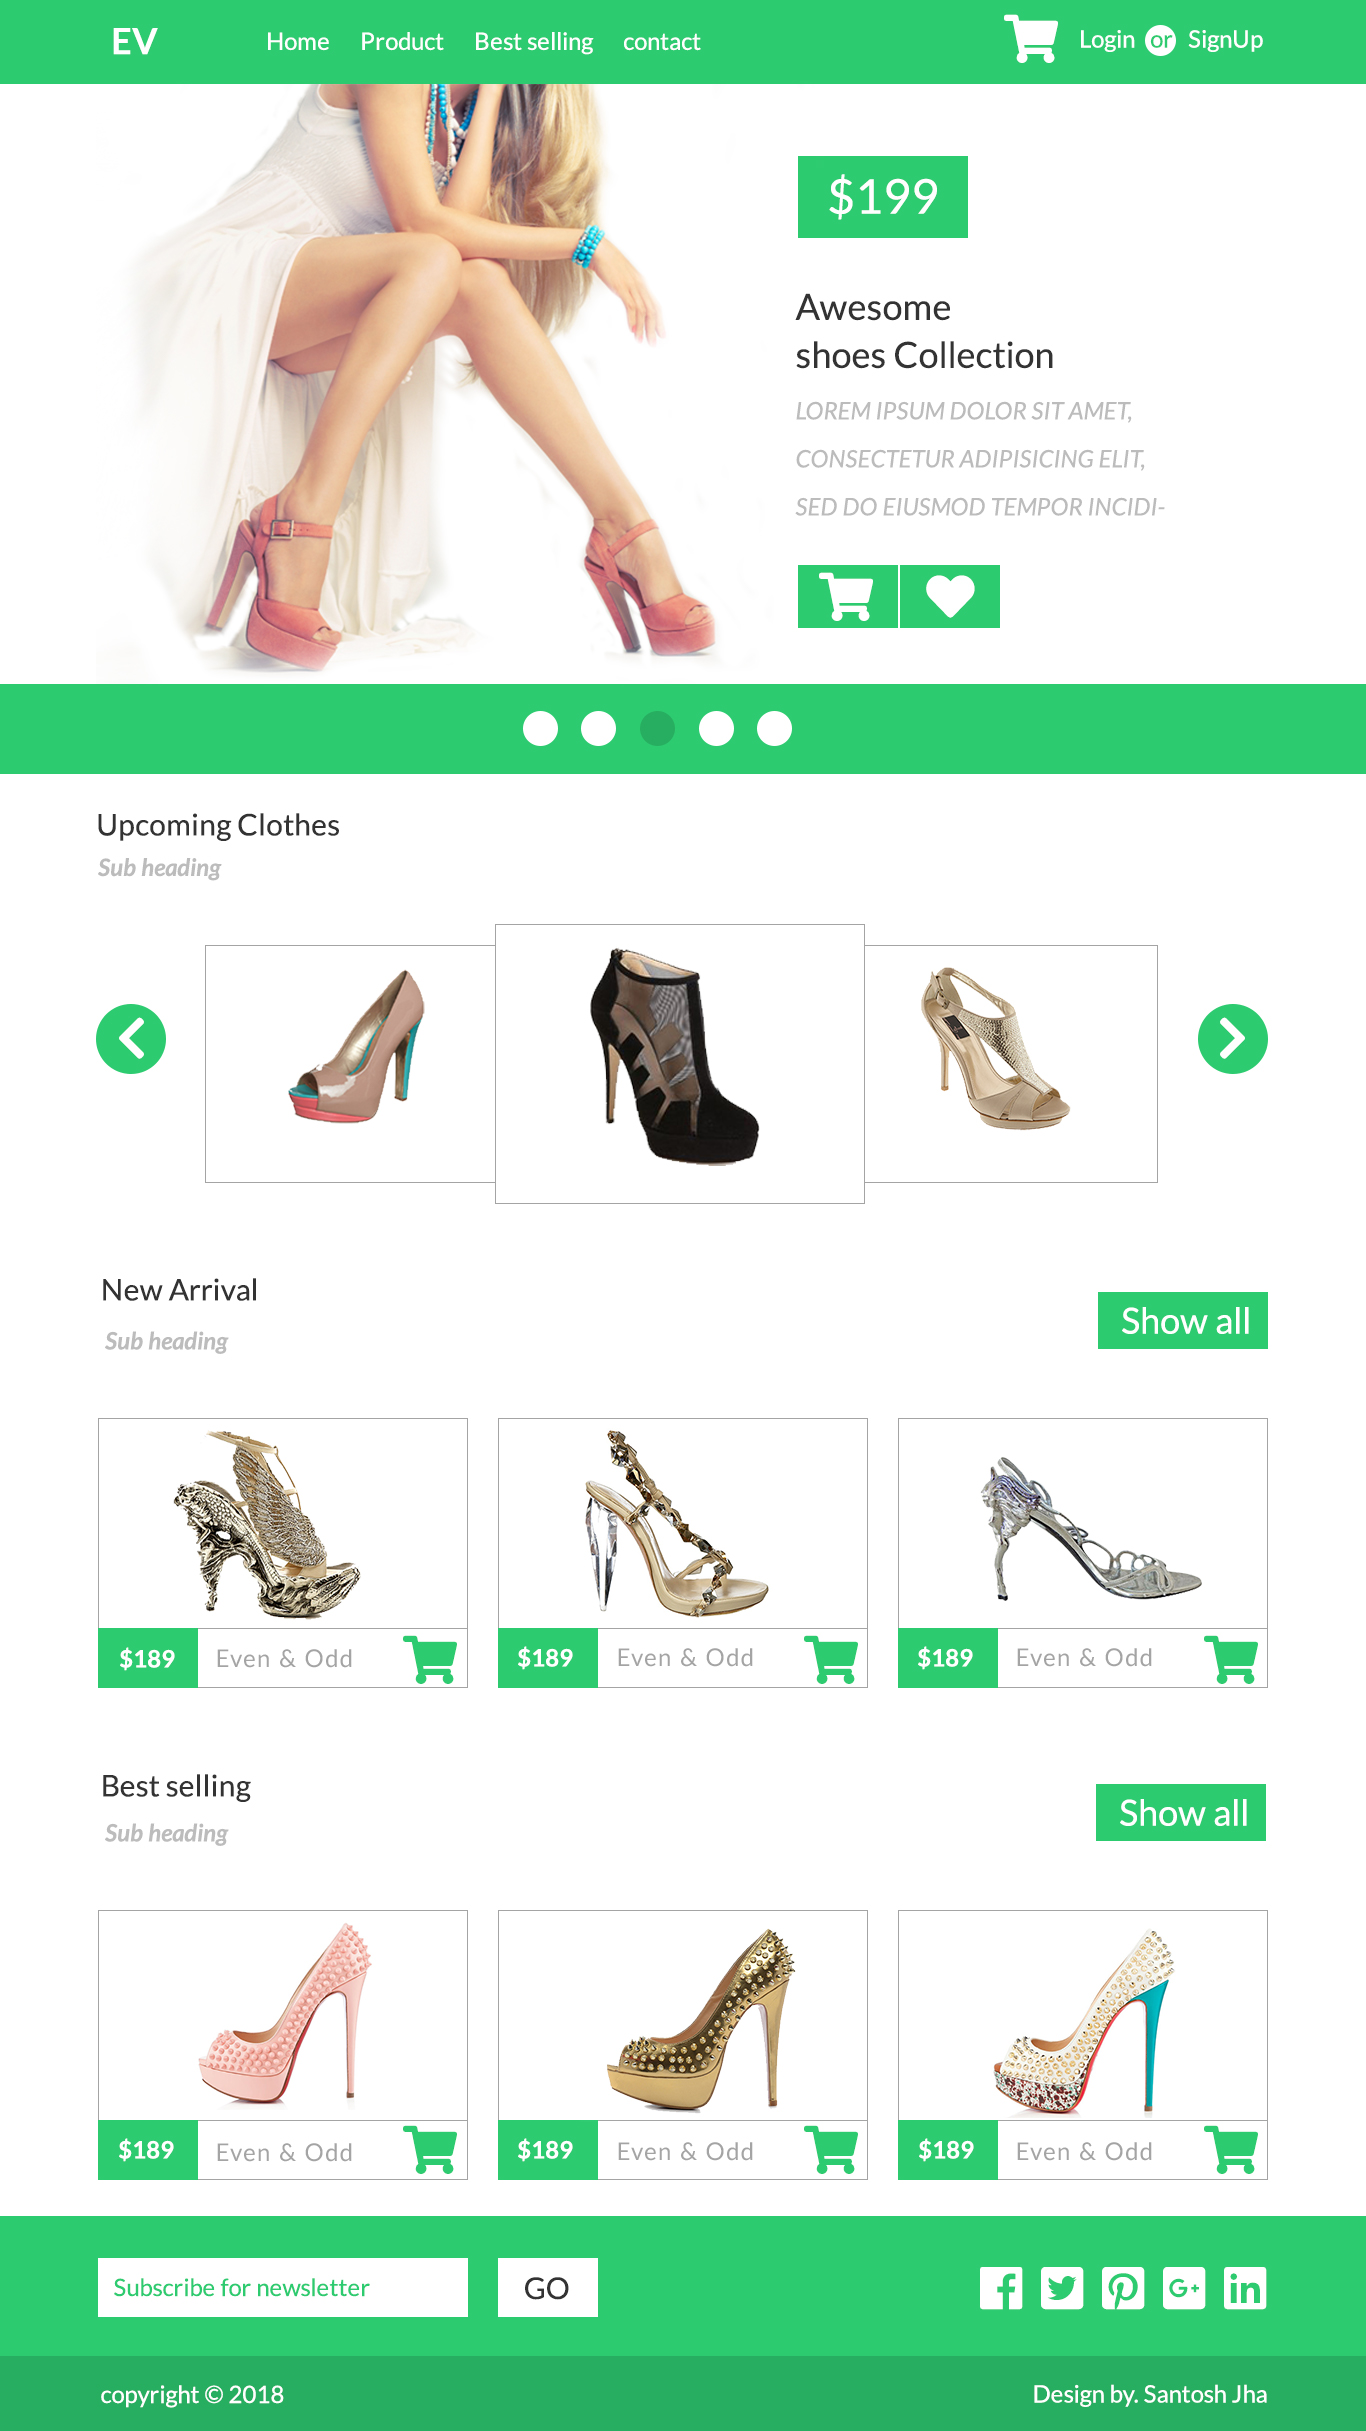 EV
Home Product Best selling contact
Login or SignUp
$199
Awesome
shoes Collection
LOREM IPSUM DOLOR SIT AMET,
CONSECTETUR ADIPISICING ELIT,
SED DO EIUSMOD TEMPOR INCIDI-
Upcoming Clothes
Sub heading
New Arrival
Sub heading
Show all
$189 Even & Odd
$189 Even & Odd
$189 Even & Odd
Best selling
Sub heading
Show all
$189 Even & Odd
$189 Even & Odd
$189 Even & Odd
Subscribe for newsletter
GO
copyright © 2018
Design by. Santosh Jha